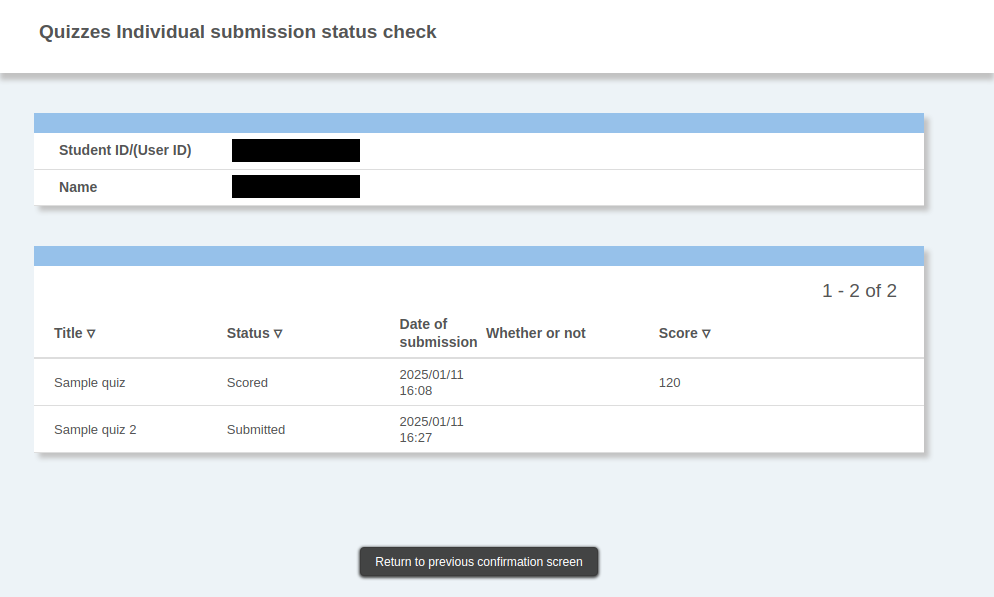 Quizzes Individual submission status check
Student ID/(User ID)
Name
1 - 2 of 2
Title ▽ Status ▽ Date of submission Whether or not Score ▽
Sample quiz Scored 2025/01/11 16:08 120
Sample quiz 2 Submitted 2025/01/11 16:27
Return to previous confirmation screen